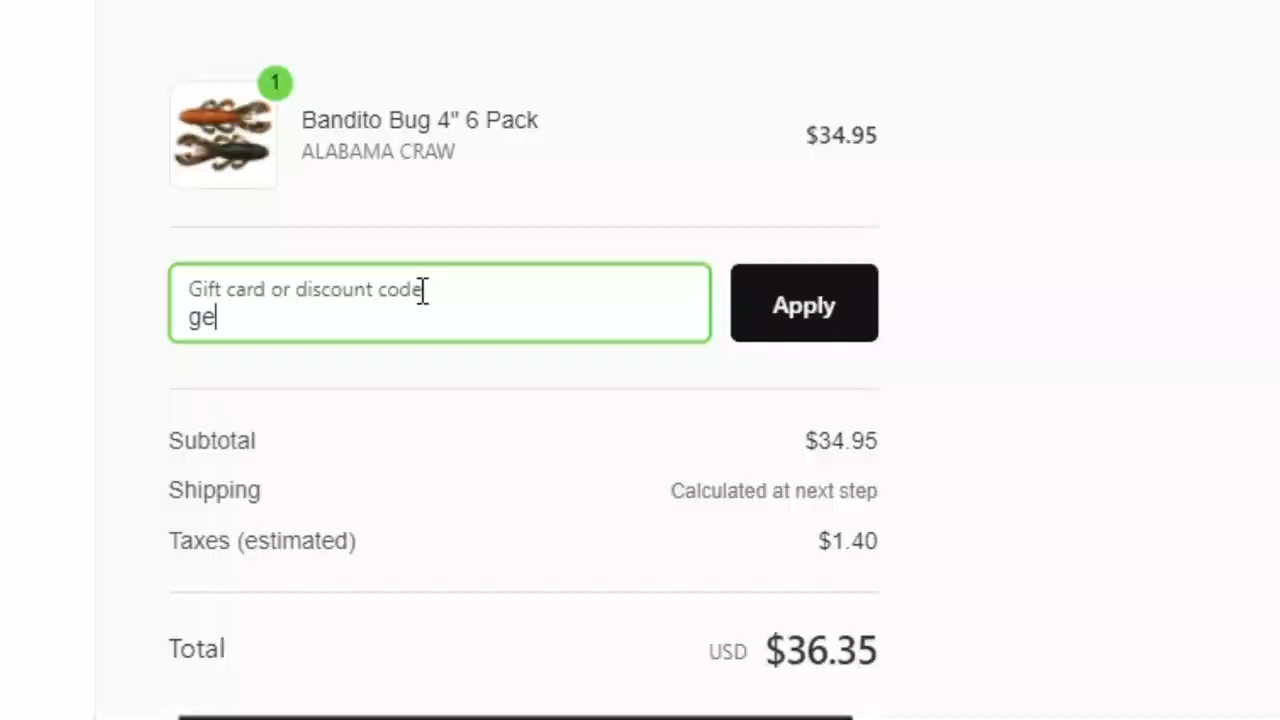 1
Bandito Bug 4" 6 Pack
ALABAMA CRAW
$34.95
Gift card or discount code
ge
Apply
Subtotal $34.95
Shipping Calculated at next step
Taxes (estimated) $1.40
Total USD $36.35